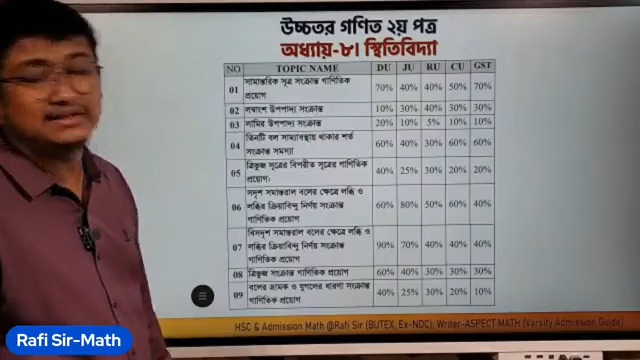 উচ্চতর গণিত ২য় পত্র
অধ্যায়-৮। স্থিতিবিদ্যা
NO TOPIC NAME DU JU RU CU GST
01 সামান্তরিক সূত্র সংক্রান্ত গাণিতিক প্রয়োগ 70% 40% 40% 50% 70%
02 লম্বাংশ উপপাদ্য সংক্রান্ত 10% 30% 40% 30% 30%
03 লামির উপপাদ্য সংক্রান্ত 20% 10% 5% 10% 10%
04 তিনটি বল সাম্যাবস্থায় থাকার শর্ত সংক্রান্ত সমস্যা 60% 40% 30% 60% 60%
05 ত্রিভুজ সূত্রের বিপরীত সূত্রের গাণিতিক প্রয়োগঃ 40% 25% 30% 20% 20%
06 সদৃশ সমান্তরাল বলের ক্ষেত্রে লব্ধি ও লব্ধির ক্রিয়াবিন্দু নির্ণয় সংক্রান্ত গাণিতিক প্রয়োগ 60% 80% 50% 60% 40%
07 বিসদৃশ সমান্তরাল বলের ক্ষেত্রে লব্ধি ও লব্ধির ক্রিয়াবিন্দু নির্ণয় সংক্রান্ত গাণিতিক প্রয়োগ 90% 70% 40% 40% 40%
08 ত্রিভুজ সংক্রান্ত গাণিতিক প্রয়োগ 60% 40% 30% 30% 30%
09 বলের ভ্রামক ও যুগলের ধারণা সংক্রান্ত গাণিতিক প্রয়োগ 40% 25% 30% 20% 10%
HSC & Admission Math @Rafi Sir (BUTEX, Ex-NDC); Writer-ASPECT MATH (Varsity Admission Guide)
Rafi Sir-Math